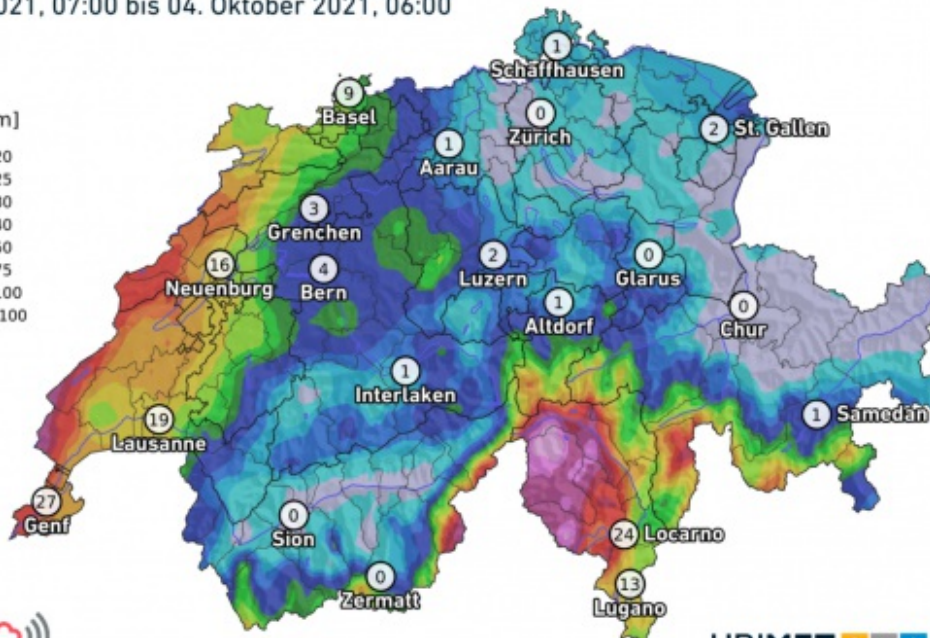 021, 07:00 bis 04. Oktober 2021, 06:00
m]
20
25
30
40
50
75
100
100
1
Schaffhausen
9
Basel
0
Zürich
2 St. Gallen
1
Aarau
3
Grenchen
16
Neuenburg
4
Bern
2
Luzern
0
Glarus
1
Altdorf
0
Chur
1
Interlaken
19
Lausanne
1 Samedan
27
Genf
0
Sion
24 Locarno
0
Zermatt
13
Lugano